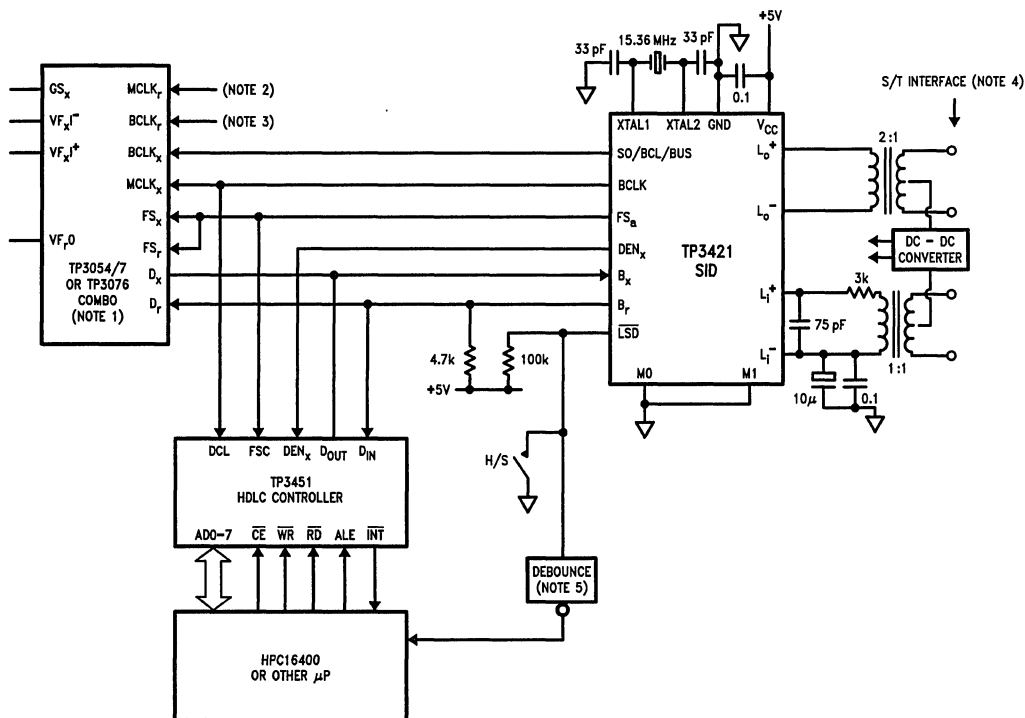 +5V
33 pF
15.36 MHz
33 pF
0.1
S/T INTERFACE (NOTE 4)
GSx
MCLKr
(NOTE 2)
VFxI-
BCLKr
(NOTE 3)
VFxI+
BCLKx
MCLKx
FSx
VFrO
FSr
Dx
Dr
TP3054/7
OR TP3076
COMBO
(NOTE 1)
XTAL1
XTAL2
GND
VCC
SO/BCL/BUS
BCLK
FSa
DENx
Bx
Br
LSD
TP3421
SID
Lo+
Lo-
Li+
Li-
M0
M1
2:1
DC – DC
CONVERTER
3k
75 pF
1:1
10μ
0.1
4.7k
100k
+5V
H/S
DCL
FSC
DENx
DOUT
DIN
TP3451
HDLC CONTROLLER
AD0-7
CE
WR
RD
ALE
INT
DEBOUNCE
(NOTE 5)
HPC16400
OR OTHER μP